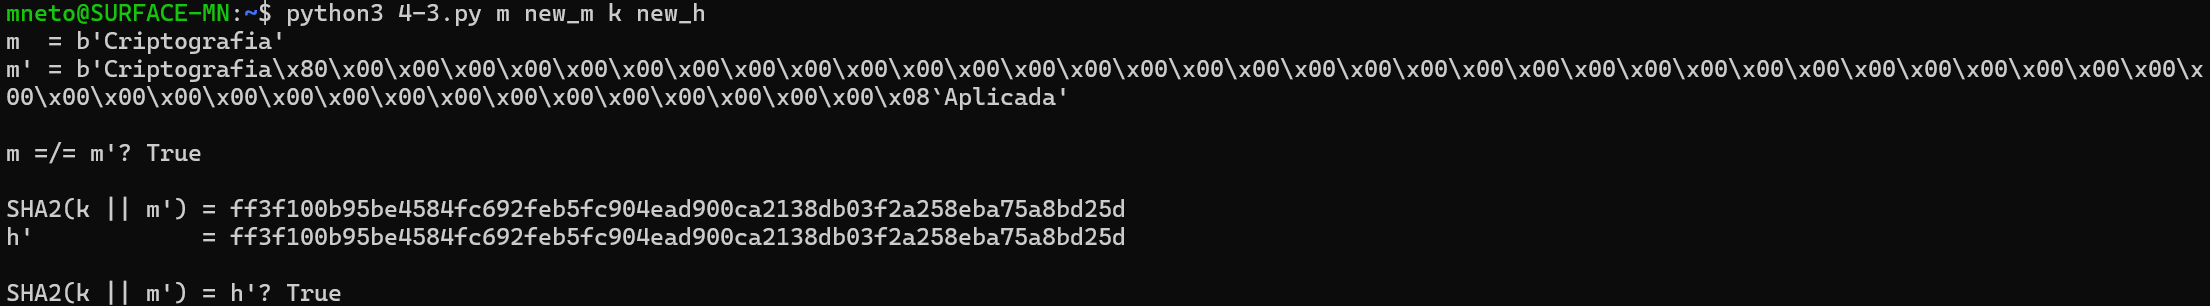 mneto@SURFACE-MN:~$ python3 4-3.py m new_m k new_h
m  = b'Criptografia'
m' = b'Criptografia\x80\x00\x00\x00\x00\x00\x00\x00\x00\x00\x00\x00\x00\x00\x00\x00\x00\x00\x00\x00\x00\x00\x00\x00\x00\x00\x00\x00\x00\x00\x00\x00\x00\x00\x
00\x00\x00\x00\x00\x00\x00\x00\x00\x00\x00\x00\x00\x00\x00\x00\x08`Aplicada'
m =/= m'? True
SHA2(k || m') = ff3f100b95be4584fc692feb5fc904ead900ca2138db03f2a258eba75a8bd25d
h'            = ff3f100b95be4584fc692feb5fc904ead900ca2138db03f2a258eba75a8bd25d
SHA2(k || m') = h'? True